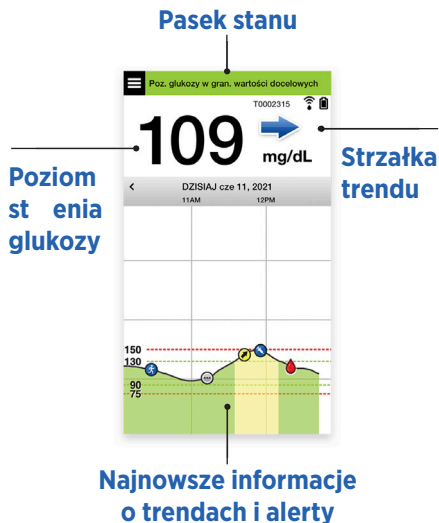 Pasek stanu
Poz. glukozy w gran. wartości docelowych
T0002315
109
mg/dL
Poziom
st enia
glukozy
Strzałka
trendu
DZISIAJ cze 11, 2021
11AM 12PM
150
130
90
75
Najnowsze informacje
o trendach i alerty